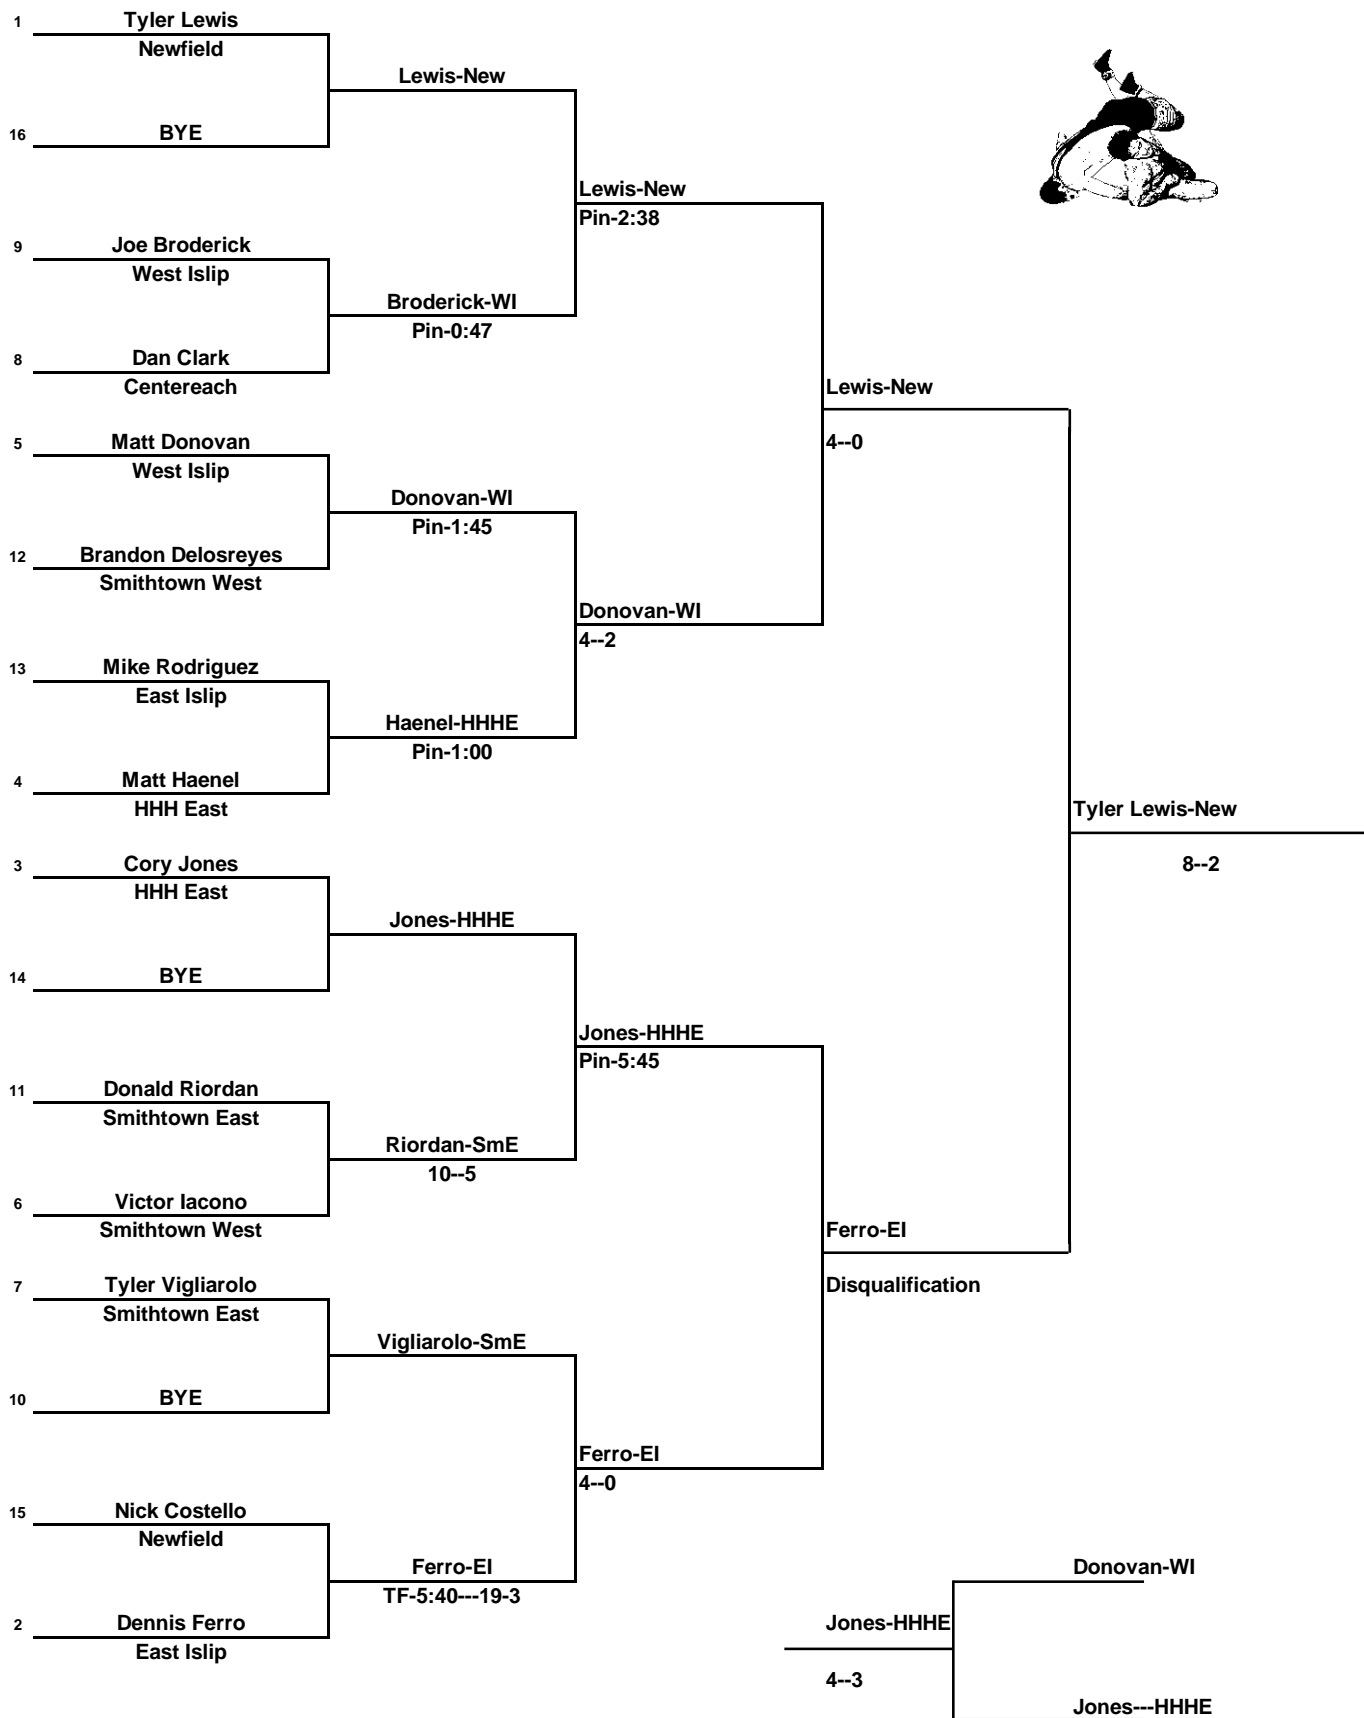 1 Tyler Lewis
Newfield
Lewis-New
16 BYE
Lewis-New
Pin-2:38
9 Joe Broderick
West Islip
Broderick-WI
Pin-0:47
8 Dan Clark
Centereach
Lewis-New
4--0
5 Matt Donovan
West Islip
Donovan-WI
Pin-1:45
12 Brandon Delosreyes
Smithtown West
Donovan-WI
4--2
13 Mike Rodriguez
East Islip
Haenel-HHHE
Pin-1:00
4 Matt Haenel
HHH East
Tyler Lewis-New
8--2
3 Cory Jones
HHH East
Jones-HHHE
14 BYE
Jones-HHHE
Pin-5:45
11 Donald Riordan
Smithtown East
Riordan-SmE
10--5
6 Victor Iacono
Smithtown West
Ferro-EI
Disqualification
7 Tyler Vigliarolo
Smithtown East
Vigliarolo-SmE
10 BYE
Ferro-EI
4--0
15 Nick Costello
Newfield
Ferro-EI
TF-5:40---19-3
2 Dennis Ferro
East Islip
Donovan-WI
Jones-HHHE
4--3
Jones---HHHE